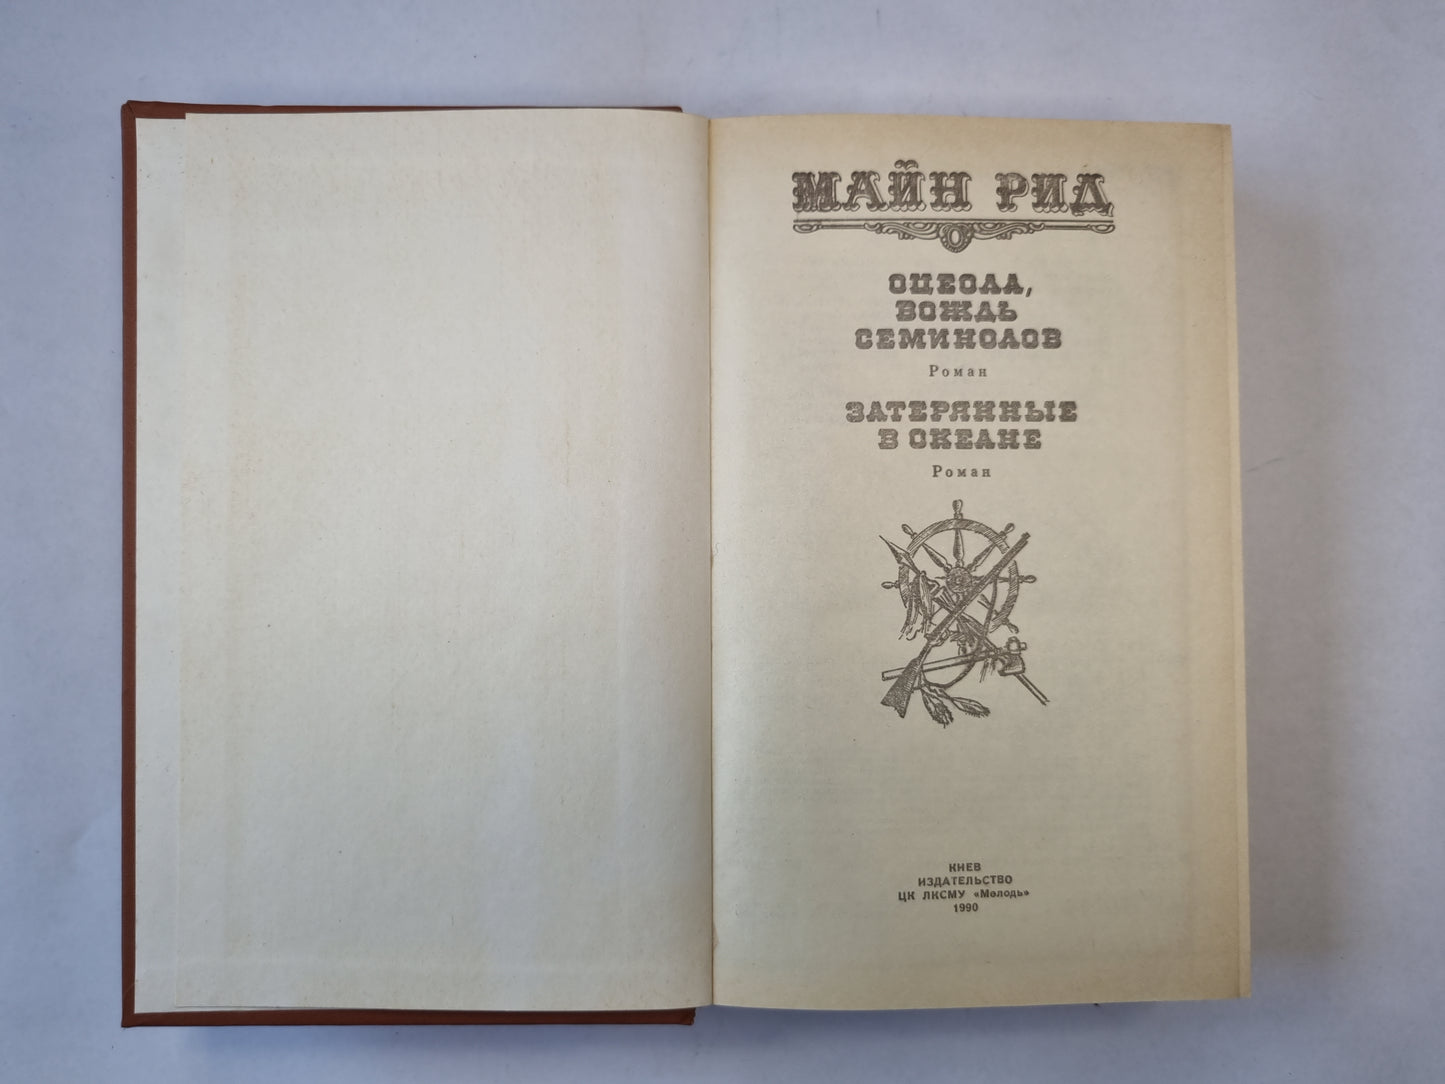 МАЙН РИД
ОЦЕОЛА,
ВОЖДЬ
СЕМИНОЛОВ
Роман
ЗАТЕРЯННЫЕ
В ОКЕАНЕ
Роман
КИЕВ
ИЗДАТЕЛЬСТВО
ЦК ЛКСМУ «Молодь»
1990